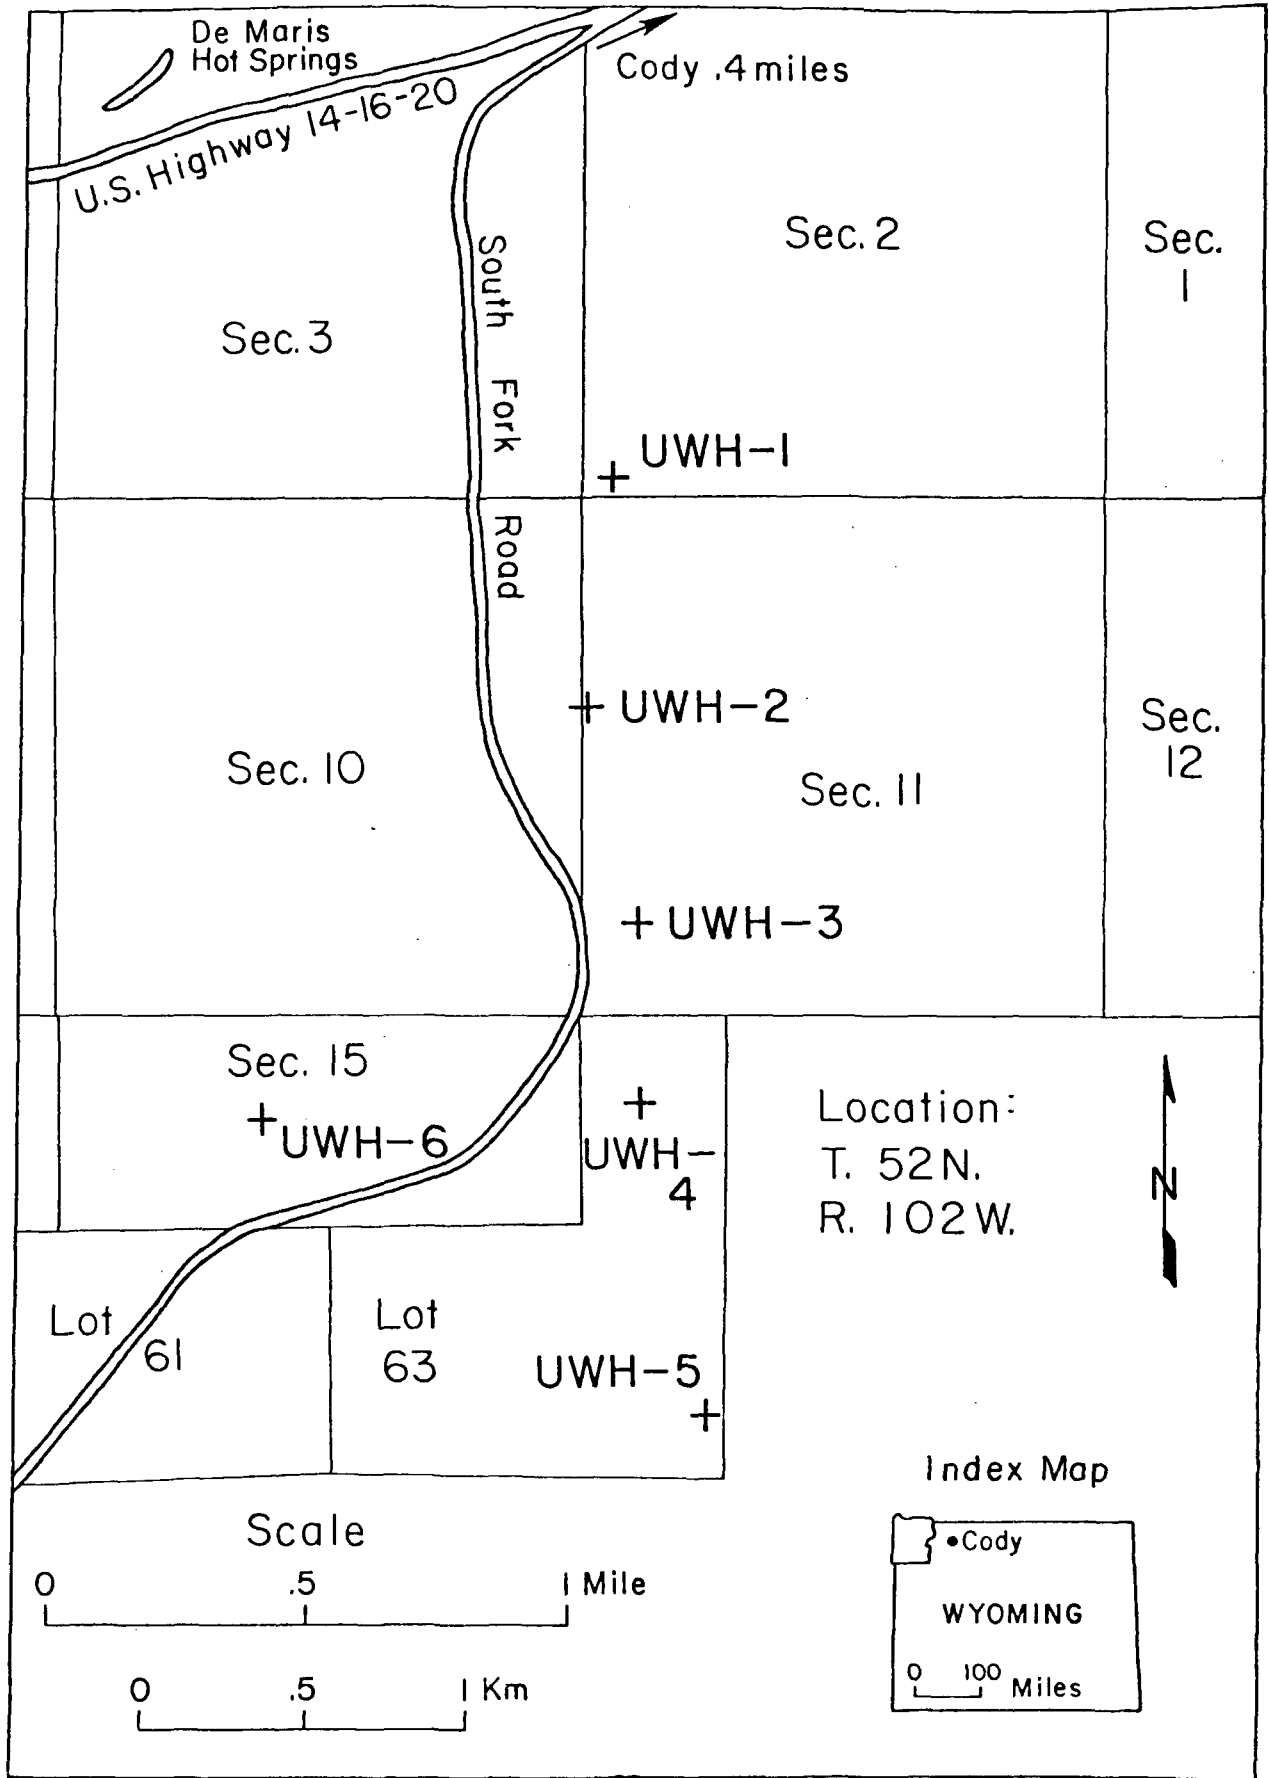 De Maris
Hot Springs
Cody .4 miles
U.S. Highway 14-16-20
South Fork Road
Sec. 2
Sec.
1
Sec. 3
UWH-1
UWH-2
Sec. 10
Sec. 11
Sec.
12
UWH-3
Sec. 15
UWH-6
UWH-
4
Location:
T. 52N.
R. 102W.
N
Lot
61
Lot
63
UWH-5
Scale
0 .5 1 Mile
0 .5 1 Km
Index Map
Cody
WYOMING
0 100 Miles